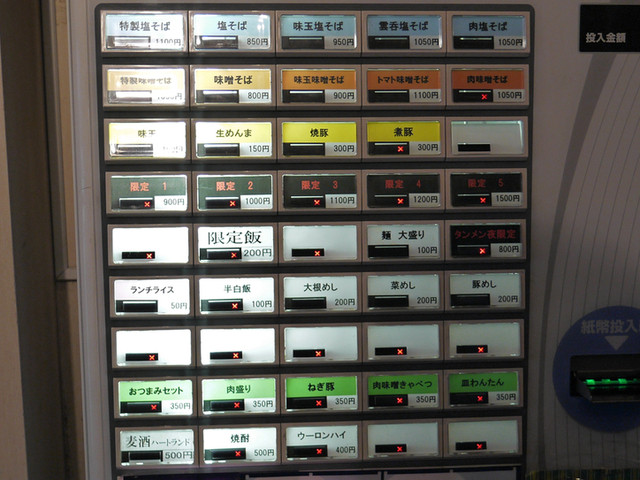 特製塩そば 塩そば 味玉塩そば 雲呑塩そば 肉塩そば
1100円 850円 950円 1100円 1050円
投入金額
特製味噌そば 味噌そば 味玉味噌そば トマト味噌そば 肉味噌そば
800円 900円 1100円 1050円
味玉 生めんま 焼豚 煮豚
150円 300円 300円
限定 1 限定 2 限定 3 限定 4 限定 5
900円 1000円 1100円 1200円 1500円
限定飯 麺 大盛り タンメン夜限定
200円 100円 800円
ランチライス 半白飯 大根めし 菜めし 豚めし
50円 100円 200円 200円 200円
紙幣投入
おつまみセット 肉盛り ねぎ豚 肉味噌きゃべつ 皿わんたん
350円 350円 350円 350円 350円
麦酒 ハートランド 焼酎 ウーロンハイ
500円 500円 400円